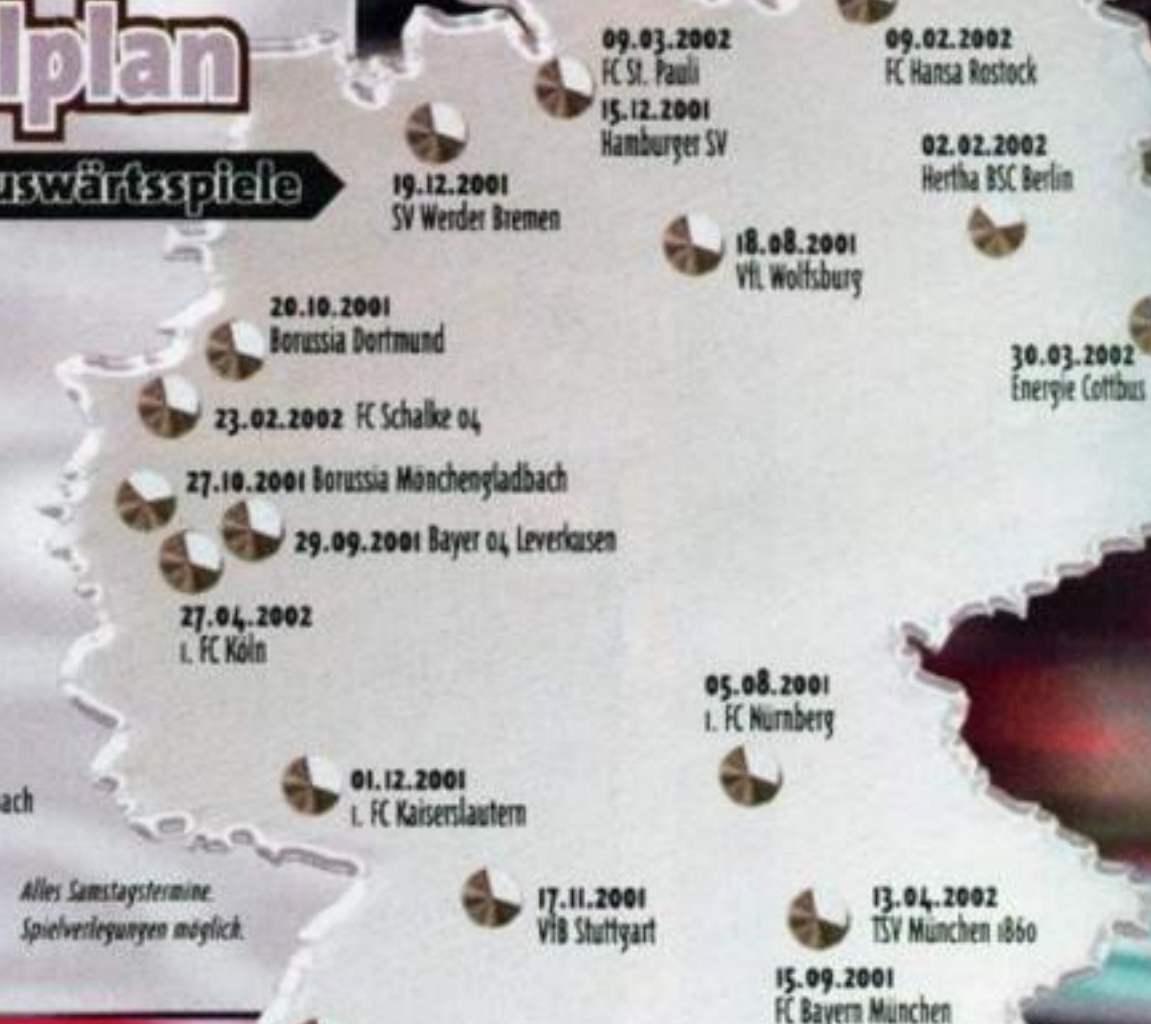 lplan
uswärtsspiele
09.03.2002
FC St. Pauli
15.12.2001
Hamburger SV
09.02.2002
FC Hansa Rostock
02.02.2002
Hertha BSC Berlin
19.12.2001
SV Werder Bremen
18.08.2001
VfL Wolfsburg
20.10.2001
Borussia Dortmund
30.03.2002
Energie Cottbus
23.02.2002 FC Schalke 04
27.10.2001 Borussia Mönchengladbach
29.09.2001 Bayer 04 Leverkusen
27.04.2002
1. FC Köln
05.08.2001
1. FC Nürnberg
01.12.2001
1. FC Kaiserslautern
ach
Alles Samstagstermine.
Spielverlegungen möglich.
17.11.2001
VfB Stuttgart
13.04.2002
TSV München 1860
15.09.2001
FC Bayern München